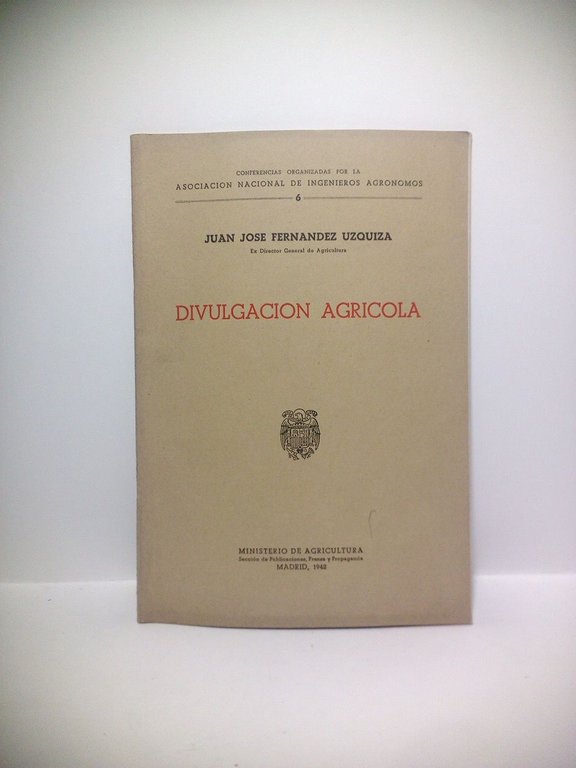 CONFERENCIAS ORGANIZADAS POR LA
ASOCIACION NACIONAL DE INGENIEROS AGRONOMOS
6
JUAN JOSE FERNANDEZ UZQUIZA
Ex Director General de Agricultura
DIVULGACION AGRICOLA
MINISTERIO DE AGRICULTURA
Sección de Publicaciones, Prensa y Propaganda
MADRID, 1948